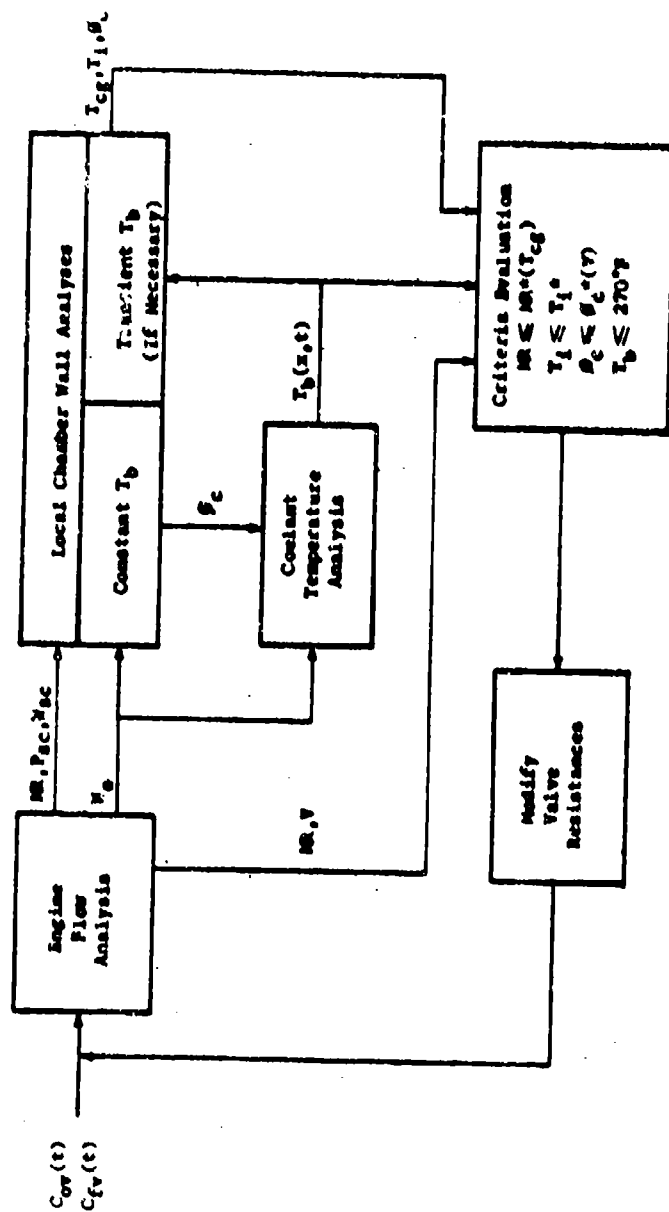 C_ov(t)
C_fv(t)
Engine
Flow
Analysis
MR, P_sc, W_sc
W_e
MR, V
Local Chamber Wall Analyses
Constant T_b
Transient T_b
(If Necessary)
T_cg, T_i, ø_c
ø_c
Coolant
Temperature
Analysis
T_b(x,t)
Criteria Evaluation
MR ≤ MR*(T_cg)
T_i ≤ T_i*
ø_c ≤ ø_c*(V)
T_b ≤ 270°F
Modify
Valve
Resistances